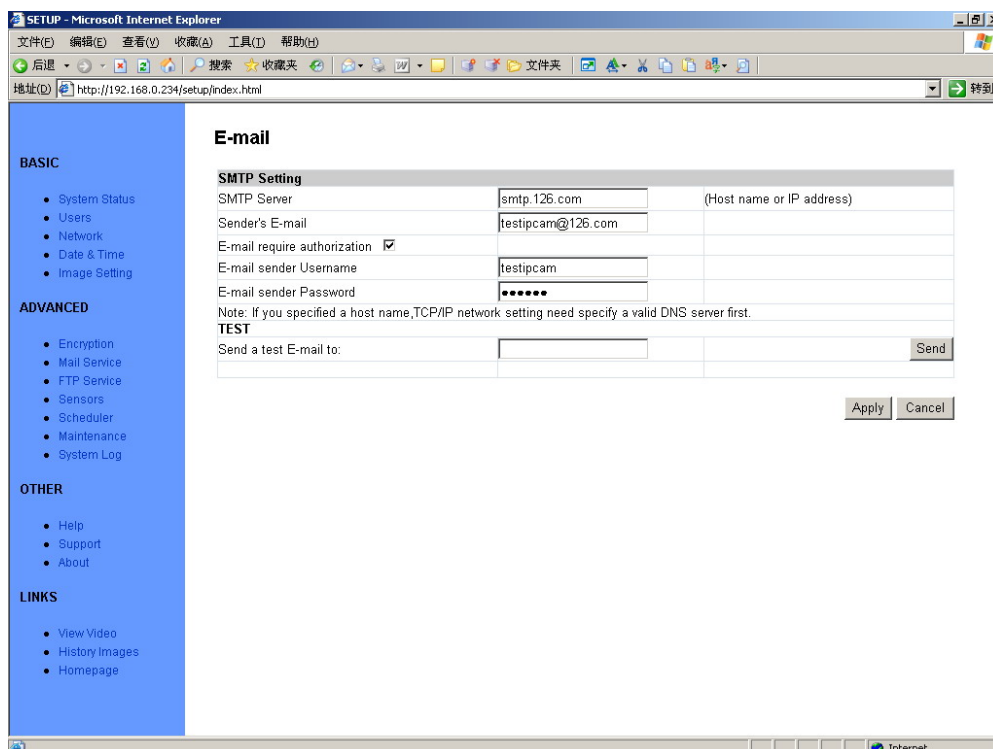 SETUP - Microsoft Internet Explorer
文件(F) 编辑(E) 查看(V) 收藏(A) 工具(T) 帮助(H)
后退 搜索 收藏夹 文件夹
地址(D) http://192.168.0.234/setup/index.html 转到
E-mail
BASIC
System Status
Users
Network
Date & Time
Image Setting
ADVANCED
Encryption
Mail Service
FTP Service
Sensors
Scheduler
Maintenance
System Log
OTHER
Help
Support
About
LINKS
View Video
History Images
Homepage
SMTP Setting
SMTP Server smtp.126.com (Host name or IP address)
Sender's E-mail testipcam@126.com
E-mail require authorization
E-mail sender Username testipcam
E-mail sender Password ••••••
Note: If you specified a host name,TCP/IP network setting need specify a valid DNS server first.
TEST
Send a test E-mail to: Send
Apply Cancel
Internet